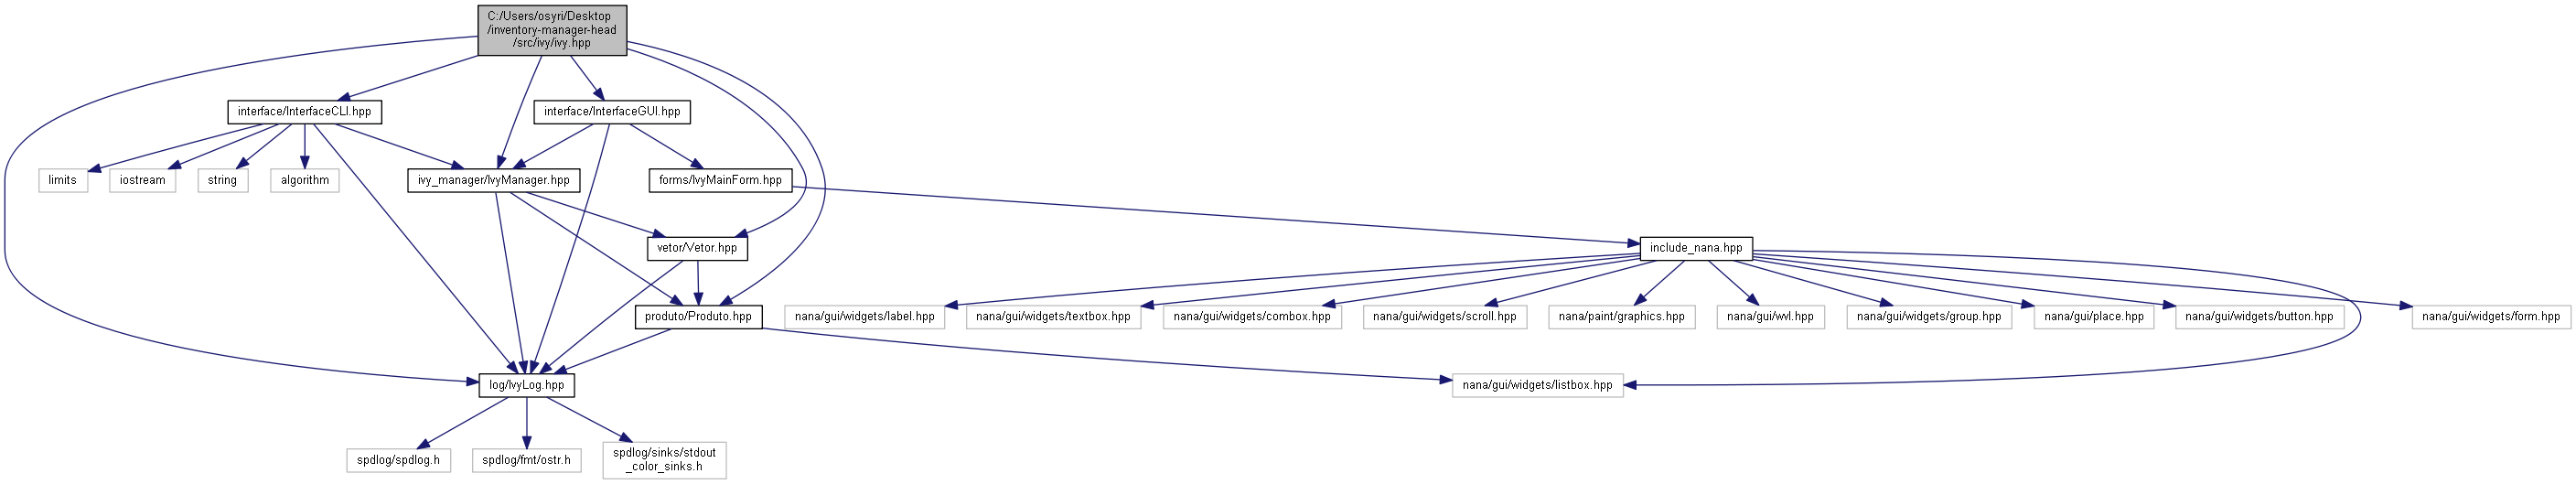 C:/Users/osyri/Desktop
/inventory-manager-head
/src/ivy/ivy.hpp
interface/InterfaceCLI.hpp
interface/InterfaceGUI.hpp
limits
iostream
string
algorithm
ivy_manager/IvyManager.hpp
forms/IvyMainForm.hpp
vetor/Vetor.hpp
include_nana.hpp
produto/Produto.hpp
nana/gui/widgets/label.hpp
nana/gui/widgets/textbox.hpp
nana/gui/widgets/combox.hpp
nana/gui/widgets/scroll.hpp
nana/paint/graphics.hpp
nana/gui/wvl.hpp
nana/gui/widgets/group.hpp
nana/gui/place.hpp
nana/gui/widgets/button.hpp
nana/gui/widgets/form.hpp
log/IvyLog.hpp
nana/gui/widgets/listbox.hpp
spdlog/spdlog.h
spdlog/fmt/ostr.h
spdlog/sinks/stdout
_color_sinks.h